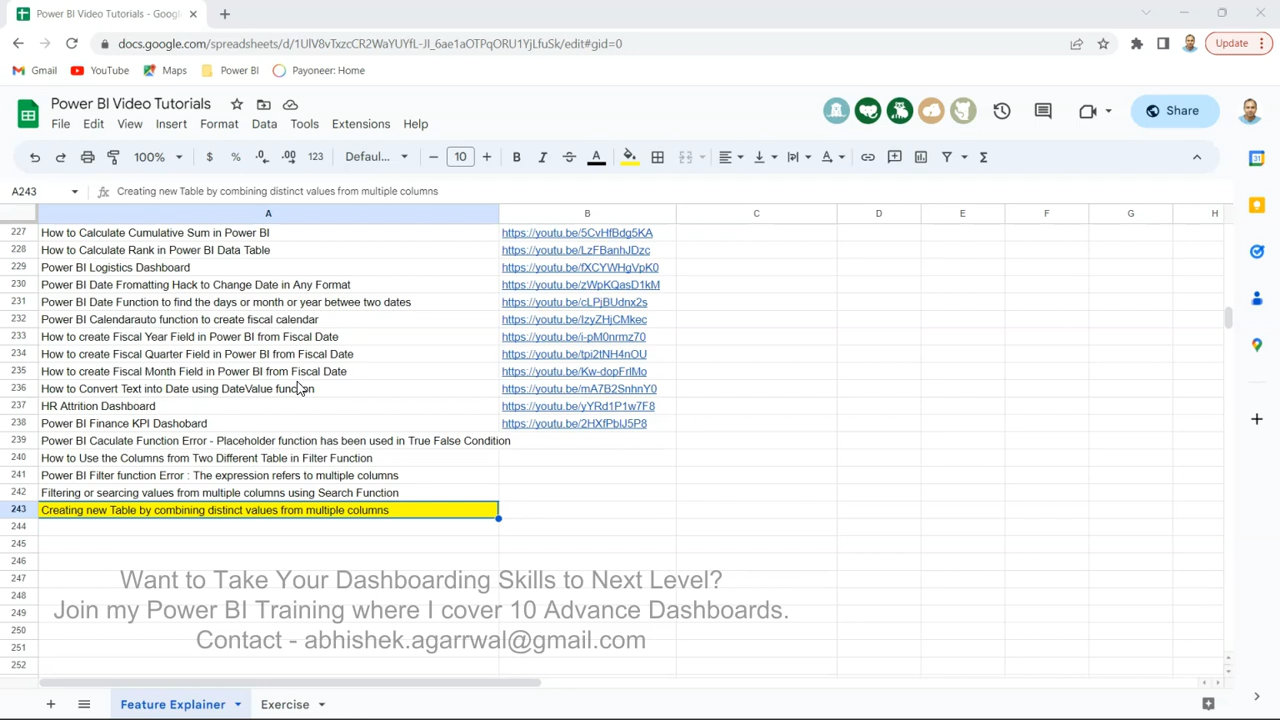 Power BI Video Tutorials - Googl
docs.google.com/spreadsheets/d/1UlV8vTxzcCR2WaYUYfL-JI_6ae1aOTPqORU1YjLfuSk/edit#gid=0
Update
Gmail YouTube Maps Power BI Payoneer: Home
Power BI Video Tutorials
Share
File Edit View Insert Format Data Tools Extensions Help
100% $ % .0 .00 123 Defaul... 10 B I A
A243 fx Creating new Table by combining distinct values from multiple columns
A B C D E F G H
227 How to Calculate Cumulative Sum in Power BI https://youtu.be/5CvHfBdg5KA
228 How to Calculate Rank in Power BI Data Table https://youtu.be/LzFBanhJDzc
229 Power BI Logistics Dashboard https://youtu.be/fXCYWHgVpK0
230 Power BI Date Fromatting Hack to Change Date in Any Format https://youtu.be/zWpKQasD1kM
231 Power BI Date Function to find the days or month or year betwee two dates https://youtu.be/cLPjBUdnx2s
232 Power BI Calendarauto function to create fiscal calendar https://youtu.be/IzyZHjCMkec
233 How to create Fiscal Year Field in Power BI from Fiscal Date https://youtu.be/i-pM0nrmz70
234 How to create Fiscal Quarter Field in Power BI from Fiscal Date https://youtu.be/tpi2tNH4nOU
235 How to create Fiscal Month Field in Power BI from Fiscal Date https://youtu.be/Kw-dopFrlMo
236 How to Convert Text into Date using DateValue function https://youtu.be/mA7B2SnhnY0
237 HR Attrition Dashboard https://youtu.be/yYRd1P1w7F8
238 Power BI Finance KPI Dashobard https://youtu.be/2HXfPblJ5P8
239 Power BI Caculate Function Error - Placeholder function has been used in True False Condition
240 How to Use the Columns from Two Different Table in Filter Function
241 Power BI Filter function Error : The expression refers to multiple columns
242 Filtering or searcing values from multiple columns using Search Function
243 Creating new Table by combining distinct values from multiple columns
244
245
246
247
248
249
250
251
252
Want to Take Your Dashboarding Skills to Next Level?
Join my Power BI Training where I cover 10 Advance Dashboards.
Contact - abhishek.agarrwal@gmail.com
Feature Explainer Exercise